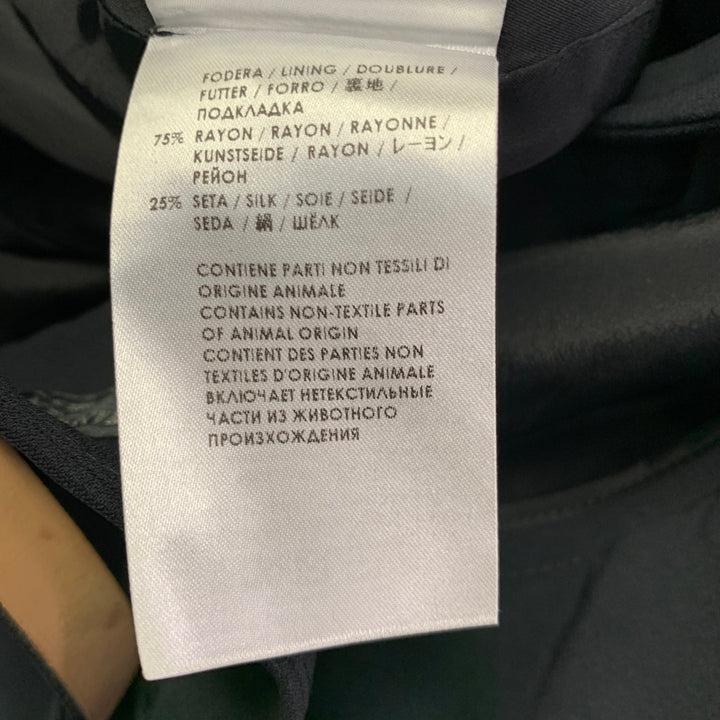 FODERA / LINING / DOUBLURE /
FUTTER / FORRO / 裏地 /
ПОДКЛАДКА
75% RAYON / RAYON / RAYONNE /
KUNSTSEIDE / RAYON / レーヨン /
РЕЙОН
25% SETA / SILK / SOIE / SEIDE /
SEDA / 絹 / ШЁЛК
CONTIENE PARTI NON TESSILI DI
ORIGINE ANIMALE
CONTAINS NON-TEXTILE PARTS
OF ANIMAL ORIGIN
CONTIENT DES PARTIES NON
TEXTILES D'ORIGINE ANIMALE
ВКЛЮЧАЕТ НЕТЕКСТИЛЬНЫЕ
ЧАСТИ ИЗ ЖИВОТНОГО
ПРОИЗХОЖДЕНИЯ